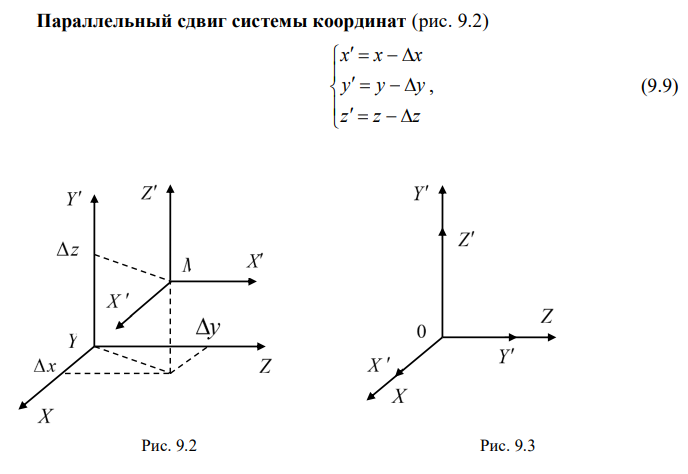 Параллельный сдвиг системы координат (рис. 9.2)
x′ = x − Δx
y′ = y − Δy ,
z′ = z − Δz
(9.9)
Y′
Z′
Δz
X′
X′
Y
Δy
Δx
Z
X
Рис. 9.2
Y′
Z′
0
Z
X′
Y′
X
Рис. 9.3